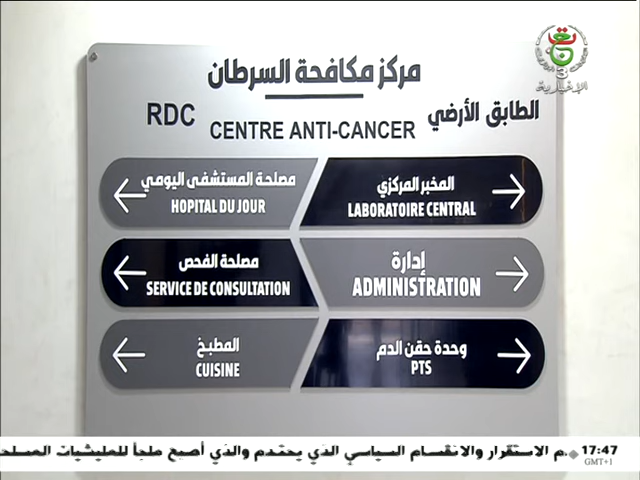 مركز مكافحة السرطان
RDC
الطابق الأرضي
CENTRE ANTI-CANCER
مصلحة المستشفى اليومي
HOPITAL DU JOUR
المخبر المركزي
LABORATOIRE CENTRAL
مصلحة الفحص
SERVICE DE CONSULTATION
إدارة
ADMINISTRATION
المطبخ
CUISINE
وحدة حقن الدم
PTS
3
الإخبارية
الاستقرار والانقسام السياسي الذي يحتدم والذي أصبح ملجأ للمليشيات
17:47
GMT+1